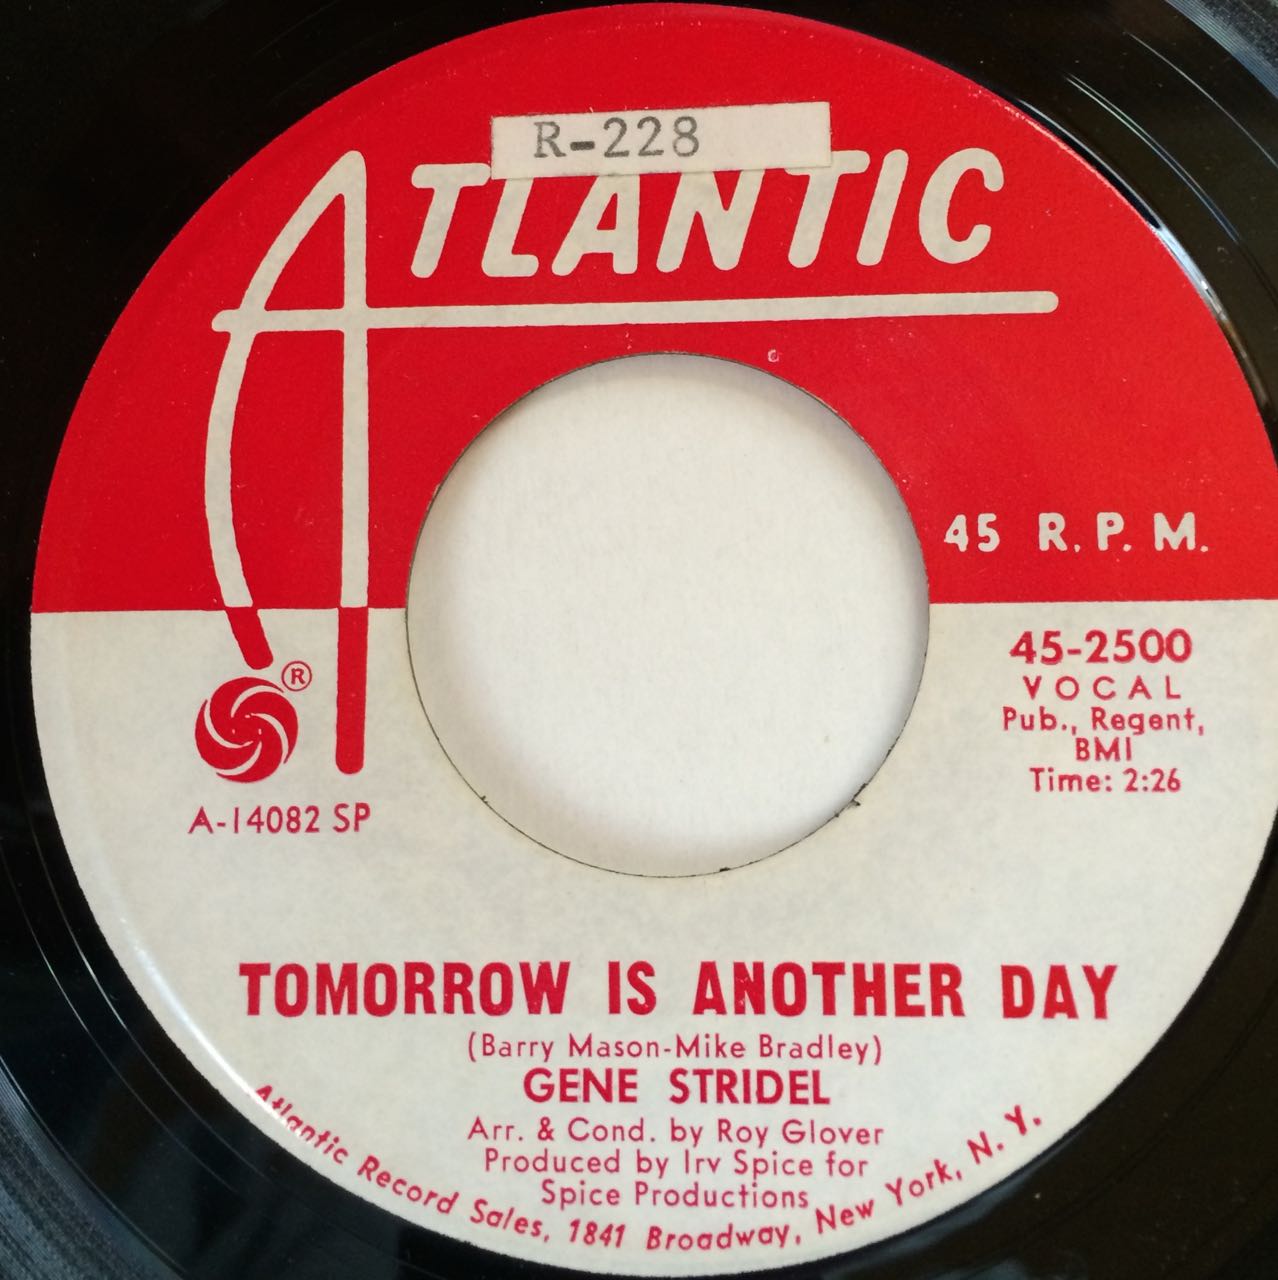 R-228
ATLANTIC
45 R.P.M.
45-2500
VOCAL
Pub., Regent,
BMI
Time: 2:26
®
A-14082 SP
TOMORROW IS ANOTHER DAY
(Barry Mason-Mike Bradley)
GENE STRIDEL
Arr. & Cond. by Roy Glover
Produced by Irv Spice for
Spice Productions
Atlantic Record Sales, 1841 Broadway, New York, N. Y.